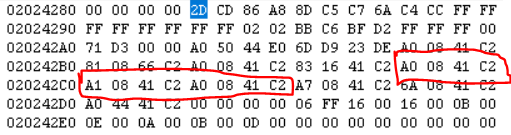 02024280 00 00 00 00 2D CD 86 A8 8D C5 C7 6A C4 CC FF FF
02024290 FF FF FF FF FF FF 02 02 BB C6 BF D2 FF FF FF 00
020242A0 71 D3 00 00 A0 50 44 E0 6D D9 23 DE A0 08 41 C2
020242B0 81 08 66 C2 A0 08 41 C2 83 16 41 C2 A0 08 41 C2
020242C0 A1 08 41 C2 A0 08 41 C2 A7 08 41 C2 6A 08 41 C2
020242D0 A0 44 41 C2 00 00 00 00 06 FF 16 00 16 00 0B 00
020242E0 0E 00 0A 00 0B 00 0D 00 00 00 00 00 00 00 00 00